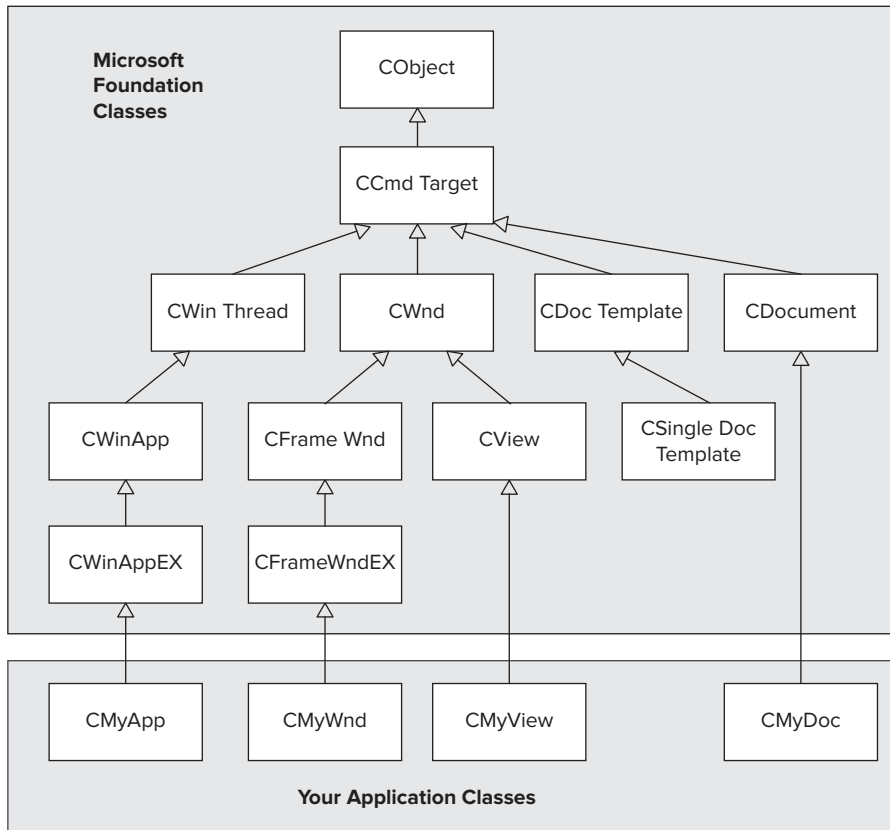 Microsoft
Foundation
Classes
CObject
CCmd Target
CWin Thread
CWnd
CDoc Template
CDocument
CWinApp
CFrame Wnd
CView
CSingle Doc
Template
CWinAppEX
CFrameWndEX
CMyApp
CMyWnd
CMyView
CMyDoc
Your Application Classes